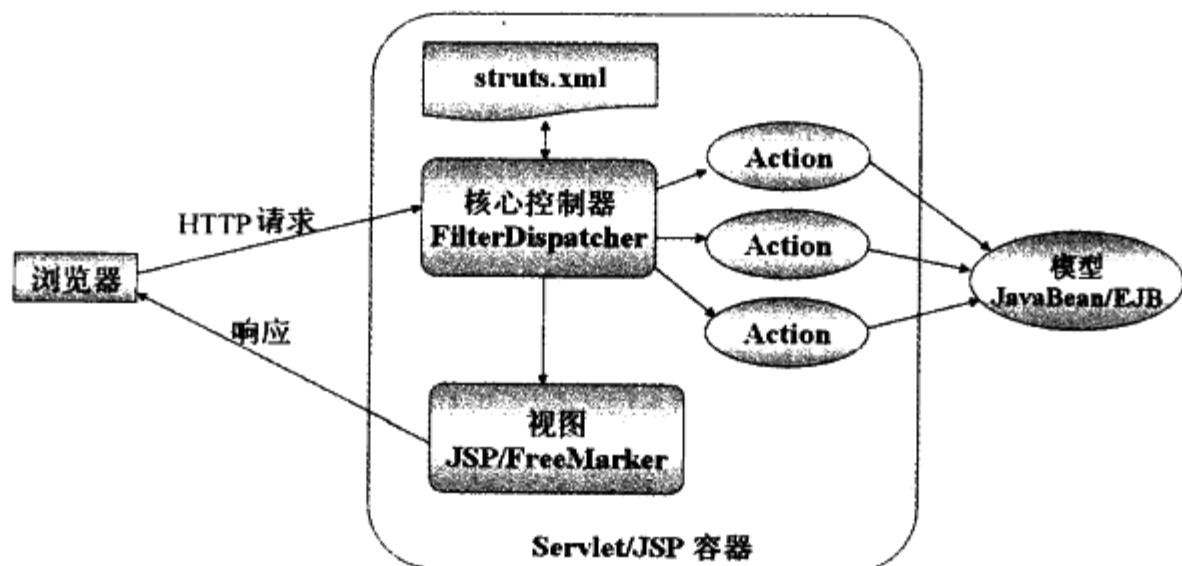 struts.xml
核心控制器
FilterDispatcher
Action
Action
Action
模型
JavaBean/EJB
HTTP 请求
浏览器
响应
视图
JSP/FreeMarker
Servlet/JSP 容器